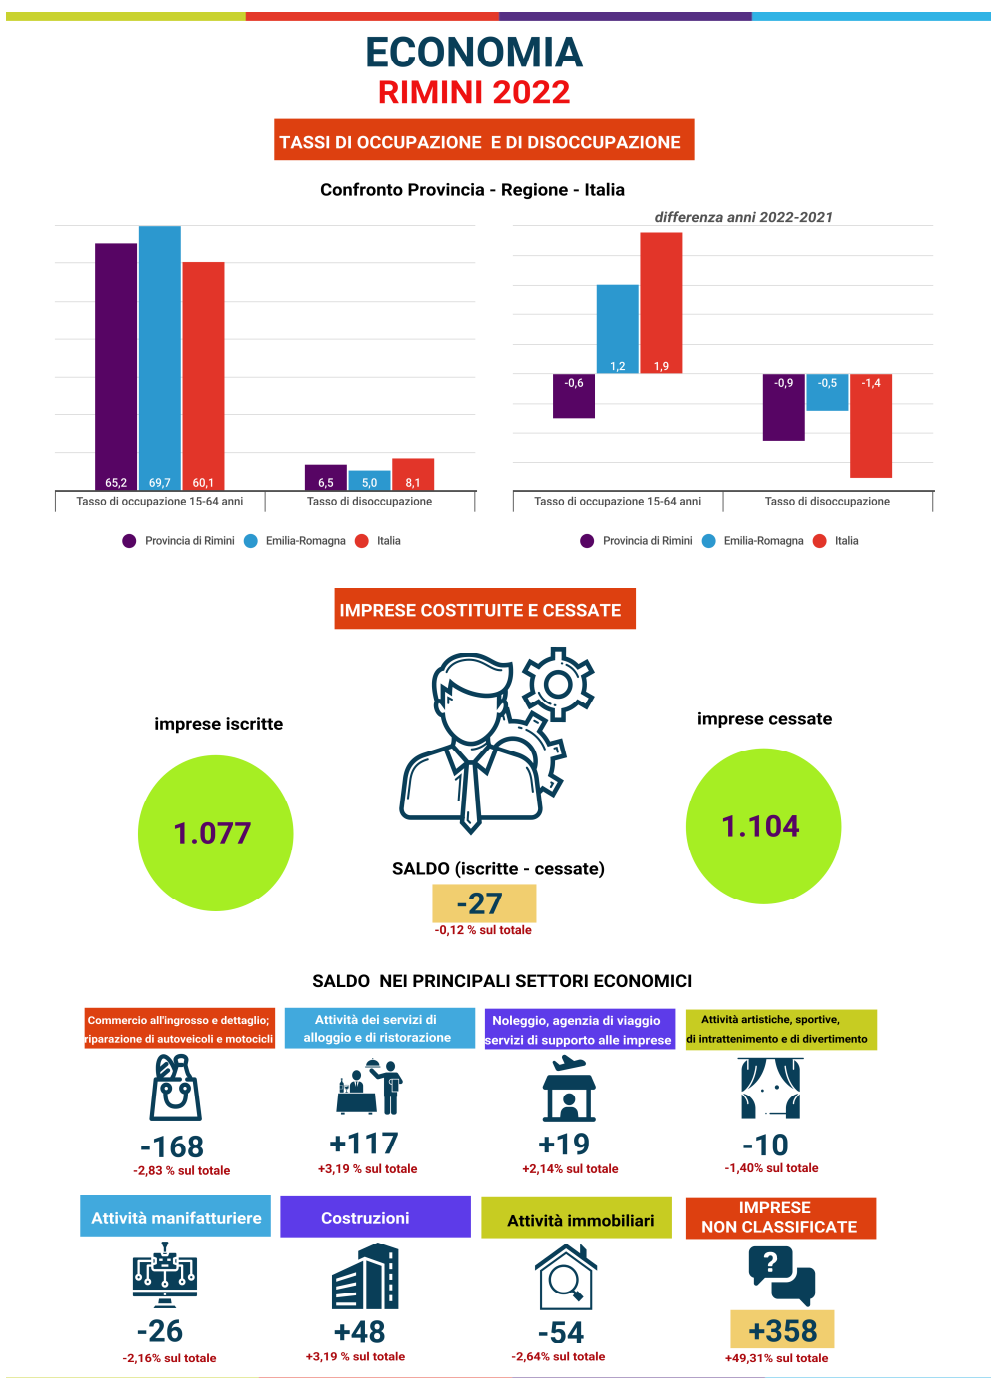 ECONOMIA
RIMINI 2022
TASSI DI OCCUPAZIONE E DI DISOCCUPAZIONE
Confronto Provincia - Regione - Italia
65,2 69,7 60,1
6,5 5,0 8,1
Tasso di occupazione 15-64 anni
Tasso di disoccupazione
Provincia di Rimini Emilia-Romagna Italia
differenza anni 2022-2021
-0,6 1,2 1,9
-0,9 -0,5 -1,4
Tasso di occupazione 15-64 anni
Tasso di disoccupazione
Provincia di Rimini Emilia-Romagna Italia
IMPRESE COSTITUITE E CESSATE
imprese iscritte
1.077
imprese cessate
1.104
SALDO (iscritte - cessate)
-27
-0,12 % sul totale
SALDO NEI PRINCIPALI SETTORI ECONOMICI
Commercio all'ingrosso e dettaglio;
riparazione di autoveicoli e motocicli
-168
-2,83 % sul totale
Attività dei servizi di
alloggio e di ristorazione
+117
+3,19 % sul totale
Noleggio, agenzia di viaggio
servizi di supporto alle imprese
+19
+2,14% sul totale
Attività artistiche, sportive,
di intrattenimento e di divertimento
-10
-1,40% sul totale
Attività manifatturiere
-26
-2,16% sul totale
Costruzioni
+48
+3,19 % sul totale
Attività immobiliari
-54
-2,64% sul totale
IMPRESE
NON CLASSIFICATE
?
+358
+49,31% sul totale